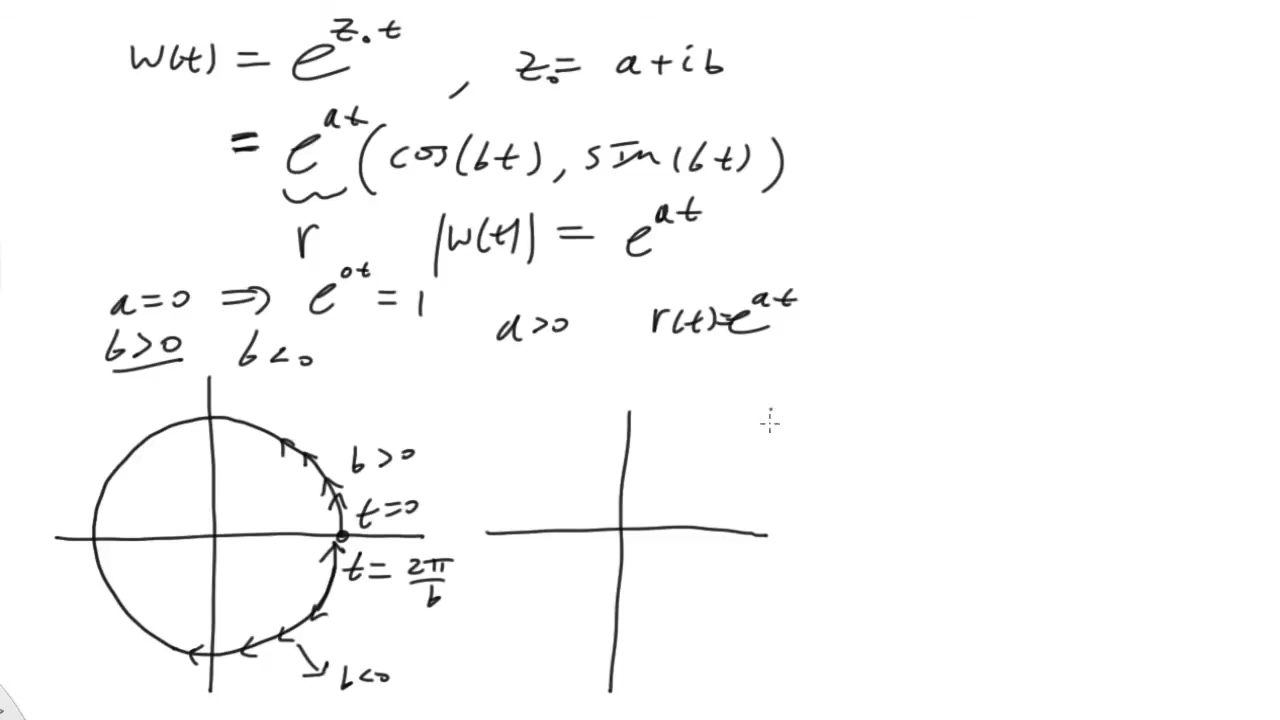 w(t) = e^{z₀t} , z₀ = a + ib
= e^{at} (cos(bt), sin(bt))
r |w(t)| = e^{at}
a=0 ⇒ e^{0t} = 1 a>0 r(t)=e^{at}
b>0 b<0
b>0
t=0
t= 2π/b
b<0